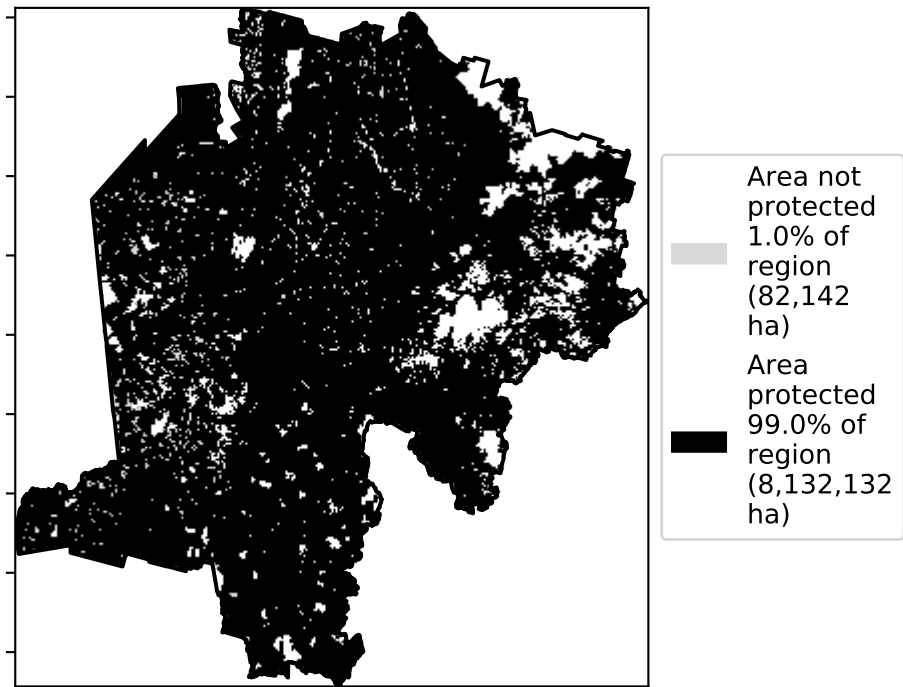 Area not
protected
1.0% of
region
(82,142
ha)
Area
protected
99.0% of
region
(8,132,132
ha)